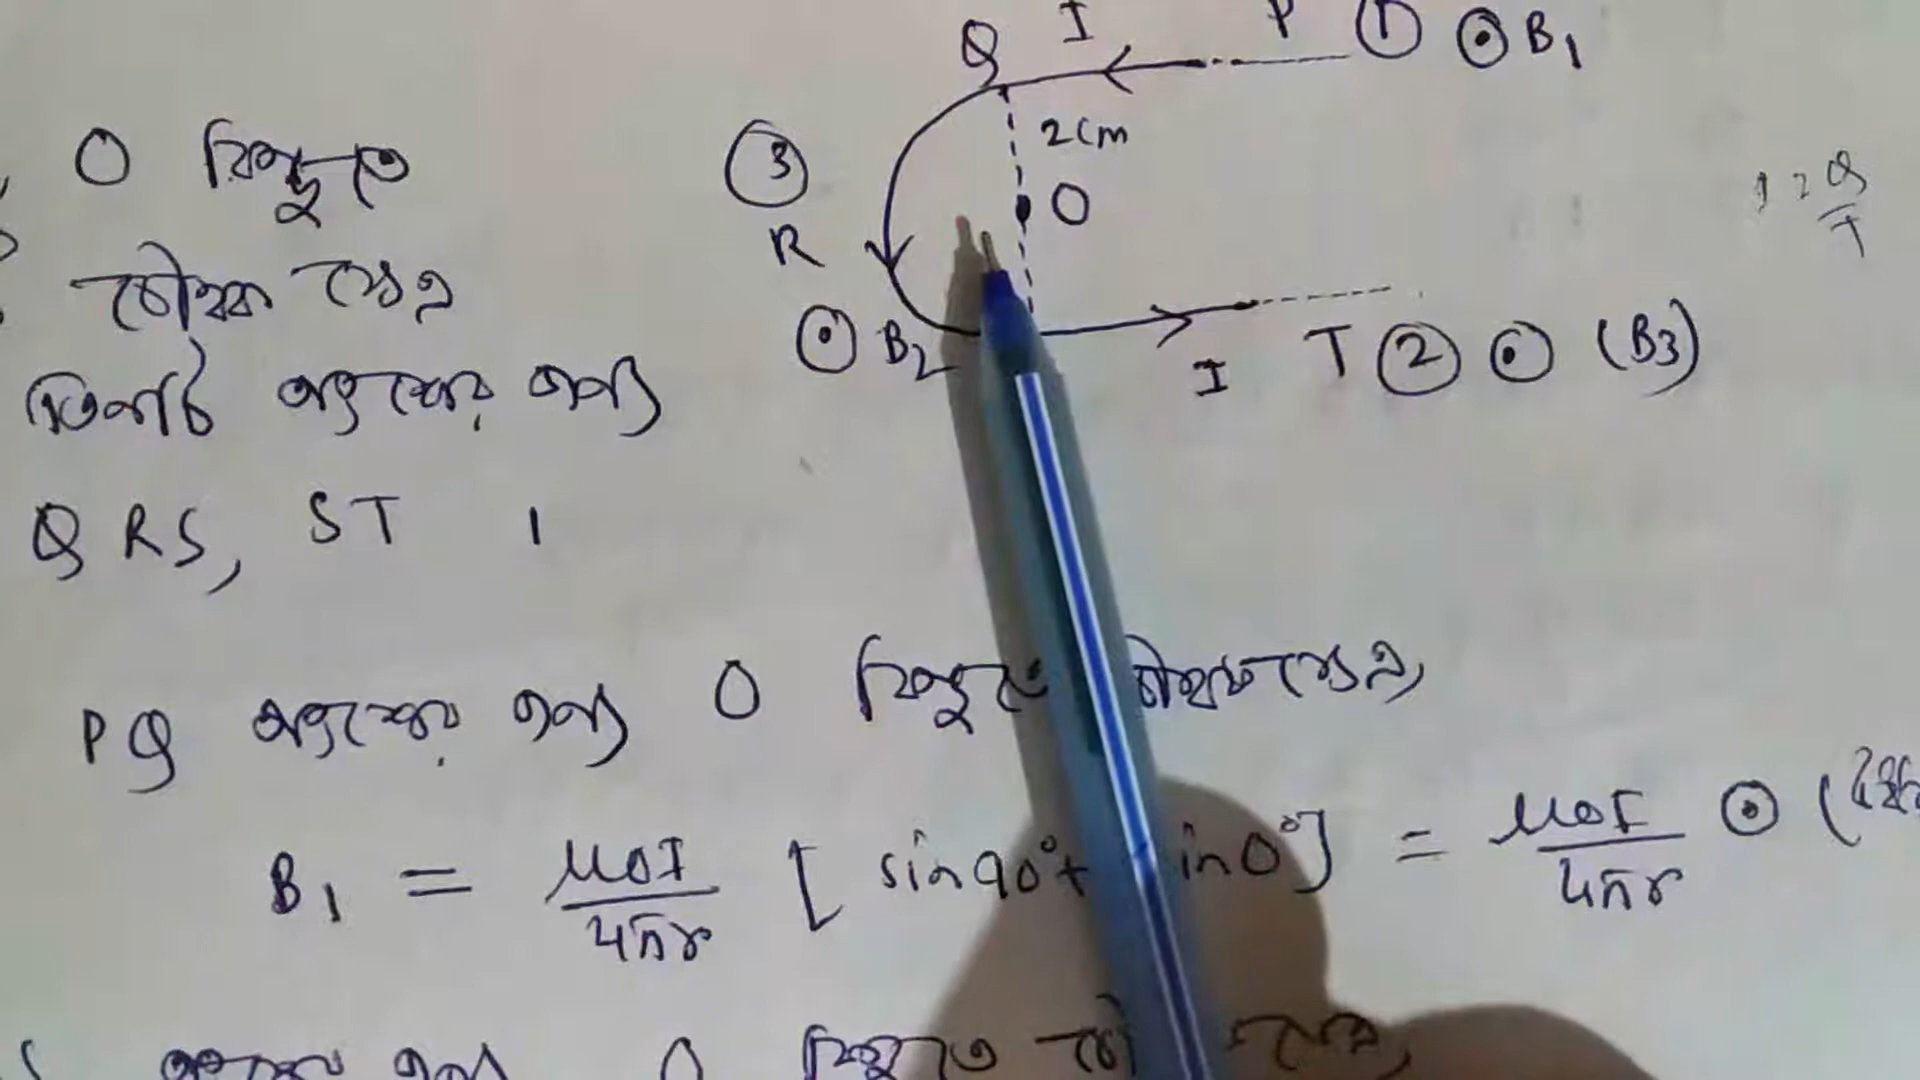 Q I P ① ⊙ B1
2cm
O বিন্দুতে
③ O
R
চৌম্বক ক্ষেত্র
⊙ B2 I T ② ⊙ (B3)
তিনটি অংশের জন্য
QRS, ST ।
PQ অংশের জন্য O বিন্দুতে চৌম্বকক্ষেত্র,
B1 = μ0I/4πr [ sin90°+ sin0°] = μ0I/4πr ⊙
অংশের জন্য O বিন্দুতে